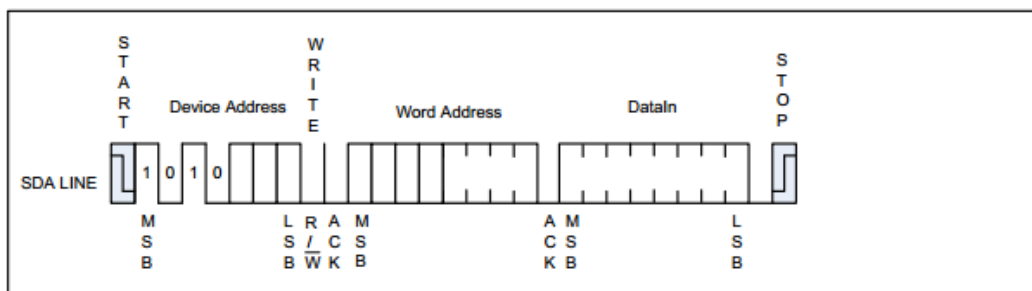 START
WRITE
STOP
Device Address
Word Address
DataIn
SDA LINE
1 0 1 0
MSB
LSB
R/W
ACK
MSB
ACK
MSB
LSB